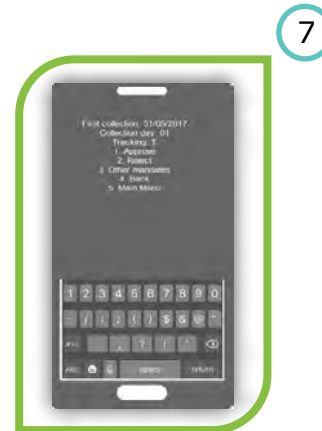 7
First collection: 31/05/2017
Collection day: 01
Tracking: T
1. Approve
2. Reject
3. Other mandates
4. Back
5. Main Menu
1 2 3 4 5 6 7 8 9 0
- / : ; ( ) $ & @ "
#+= . , ? ! '
ABC space return